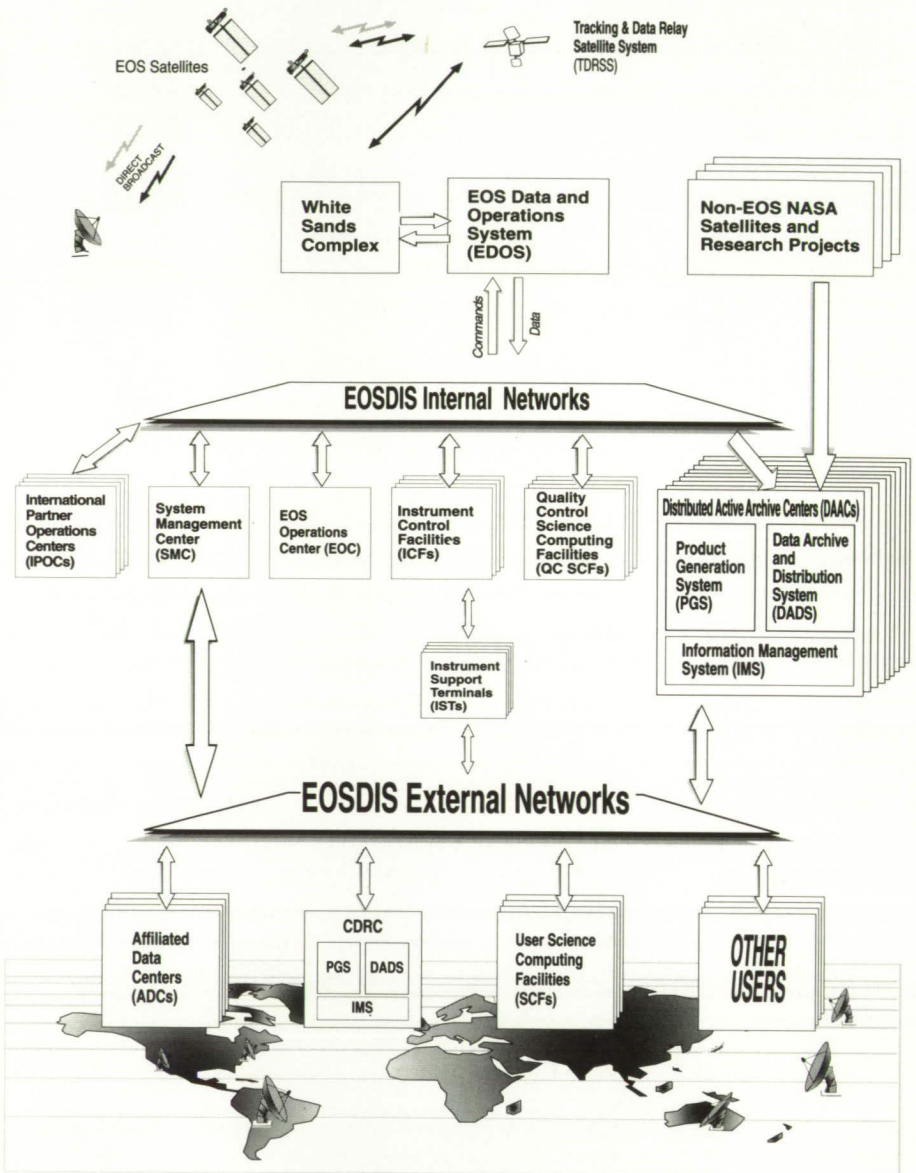 EOS Satellites
Tracking & Data Relay
Satellite System
(TDRSS)
DIRECT
BROADCAST
White
Sands
Complex
EOS Data and
Operations
System
(EDOS)
Non-EOS NASA
Satellites and
Research Projects
Commands
Data
EOSDIS Internal Networks
International
Partner
Operations
Centers
(IPOCs)
System
Management
Center
(SMC)
EOS
Operations
Center (EOC)
Instrument
Control
Facilities
(ICFs)
Quality
Control
Science
Computing
Facilities
(QC SCFs)
Distributed Active Archive Centers (DAACs)
Product
Generation
System
(PGS)
Data Archive
and
Distribution
System
(DADS)
Information Management
System (IMS)
Instrument
Support
Terminals
(ISTs)
EOSDIS External Networks
Affiliated
Data
Centers
(ADCs)
CDRC
PGS
DADS
IMS
User Science
Computing
Facilities
(SCFs)
OTHER
USERS